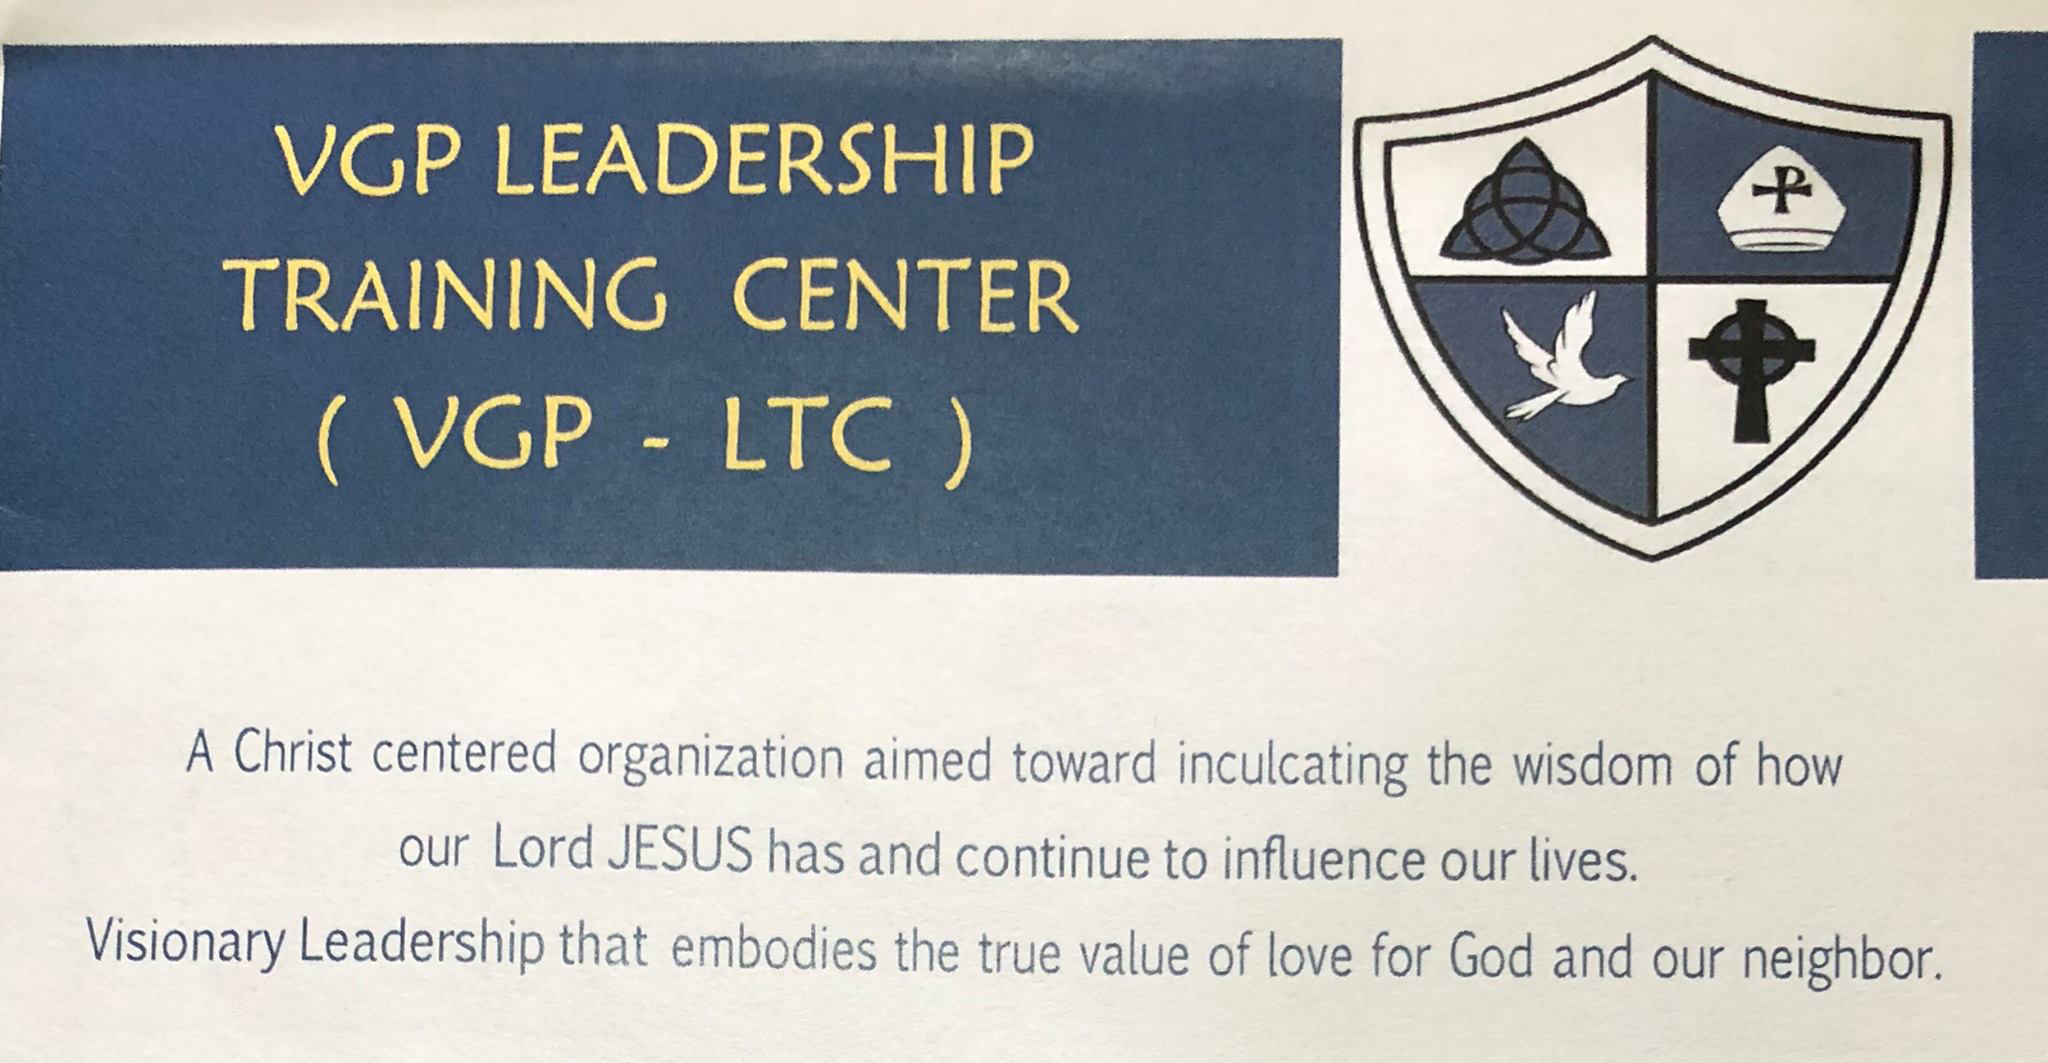 VGP LEADERSHIP
TRAINING CENTER
( VGP - LTC )
A Christ centered organization aimed toward inculcating the wisdom of how
our Lord JESUS has and continue to influence our lives.
Visionary Leadership that embodies the true value of love for God and our neighbor.